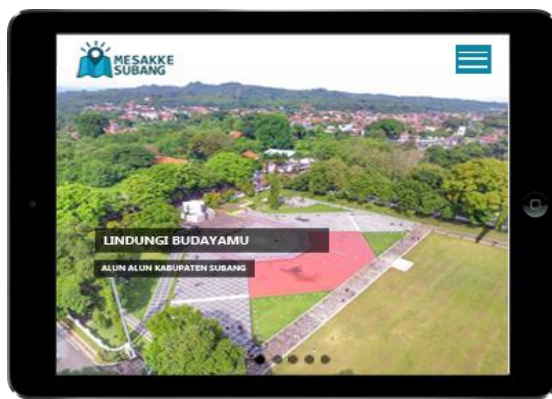 MESAKKE
SUBANG
LINDUNGI BUDAYAMU
ALUN ALUN KABUPATEN SUBANG